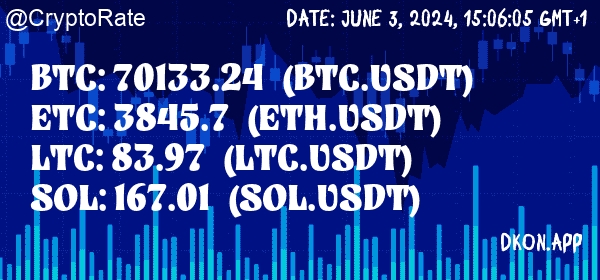 @CryptoRate
DATE: JUNE 3, 2024, 15:06:05 GMT+1
BTC: 70133.24 (BTC.USDT)
ETC: 3845.7 (ETH.USDT)
LTC: 83.97 (LTC.USDT)
SOL: 167.01 (SOL.USDT)
DKON.APP